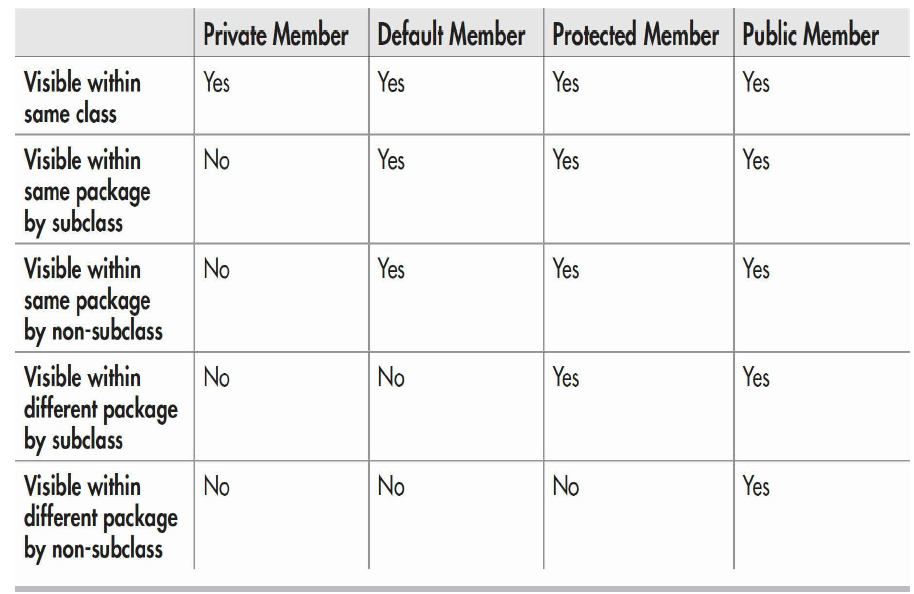 Private Member Default Member Protected Member Public Member
Visible within Yes Yes Yes Yes
same class
Visible within No Yes Yes Yes
same package
by subclass
Visible within No Yes Yes Yes
same package
by non-subclass
Visible within No No Yes Yes
different package
by subclass
Visible within No No No Yes
different package
by non-subclass